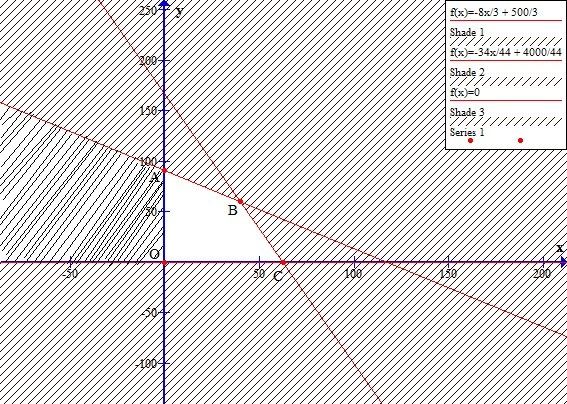 250
y
f(x)=-8x/3 + 500/3
Shade 1
f(x)=-34x/44 + 4000/44
Shade 2
f(x)=0
Shade 3
Series 1
200
150
100
A
50
B
O
x
-50
50
100
150
200
C
-50
-100